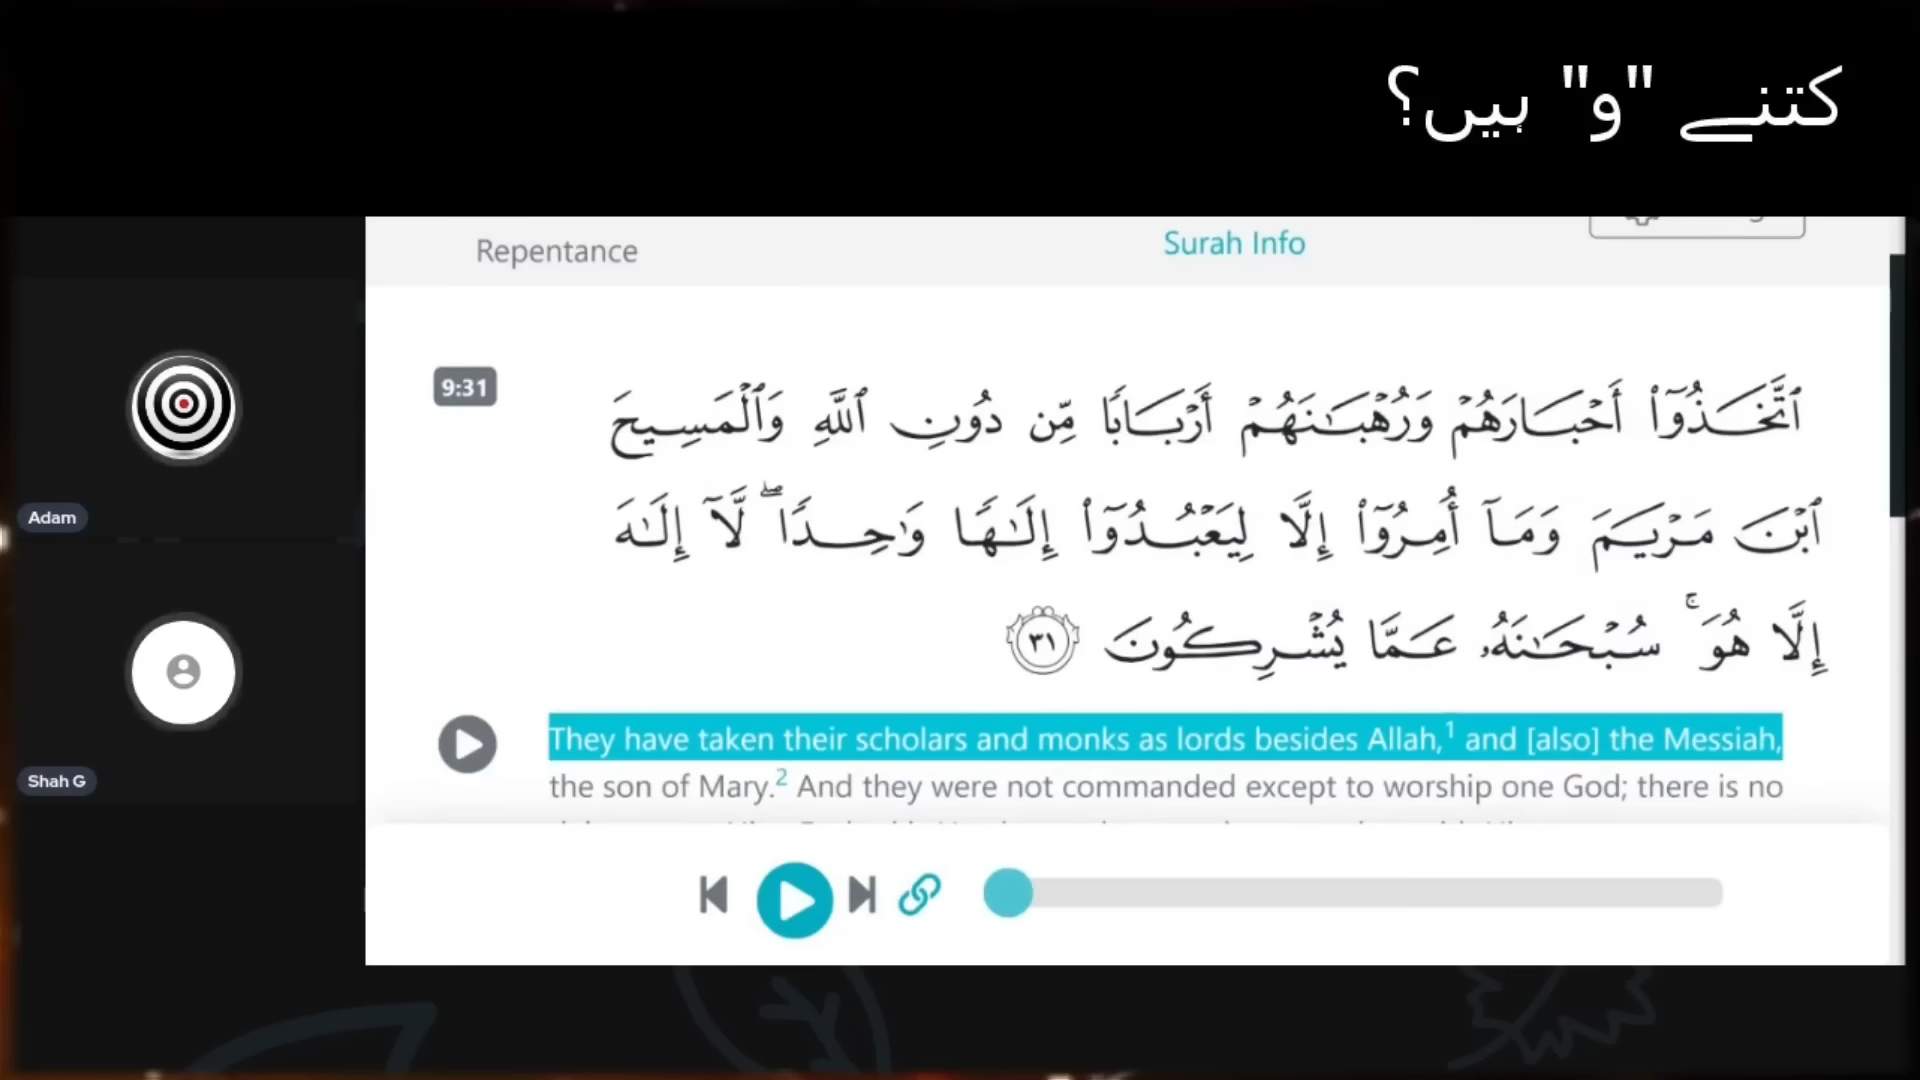 کتنے "و" ہیں؟
Repentance
Surah Info
9:31
ٱتَّخَذُوٓا۟ أَحْبَارَهُمْ وَرُهْبَـٰنَهُمْ أَرْبَابًا مِّن دُونِ ٱللَّهِ وَٱلْمَسِيحَ
ٱبْنَ مَرْيَمَ وَمَآ أُمِرُوٓا۟ إِلَّا لِيَعْبُدُوٓا۟ إِلَـٰهًا وَٰحِدًا ۖ لَّآ إِلَـٰهَ
إِلَّا هُوَ ۚ سُبْحَـٰنَهُۥ عَمَّا يُشْرِكُونَ ٣١
They have taken their scholars and monks as lords besides Allah,1 and [also] the Messiah,
the son of Mary.2 And they were not commanded except to worship one God; there is no
Adam
Shah G